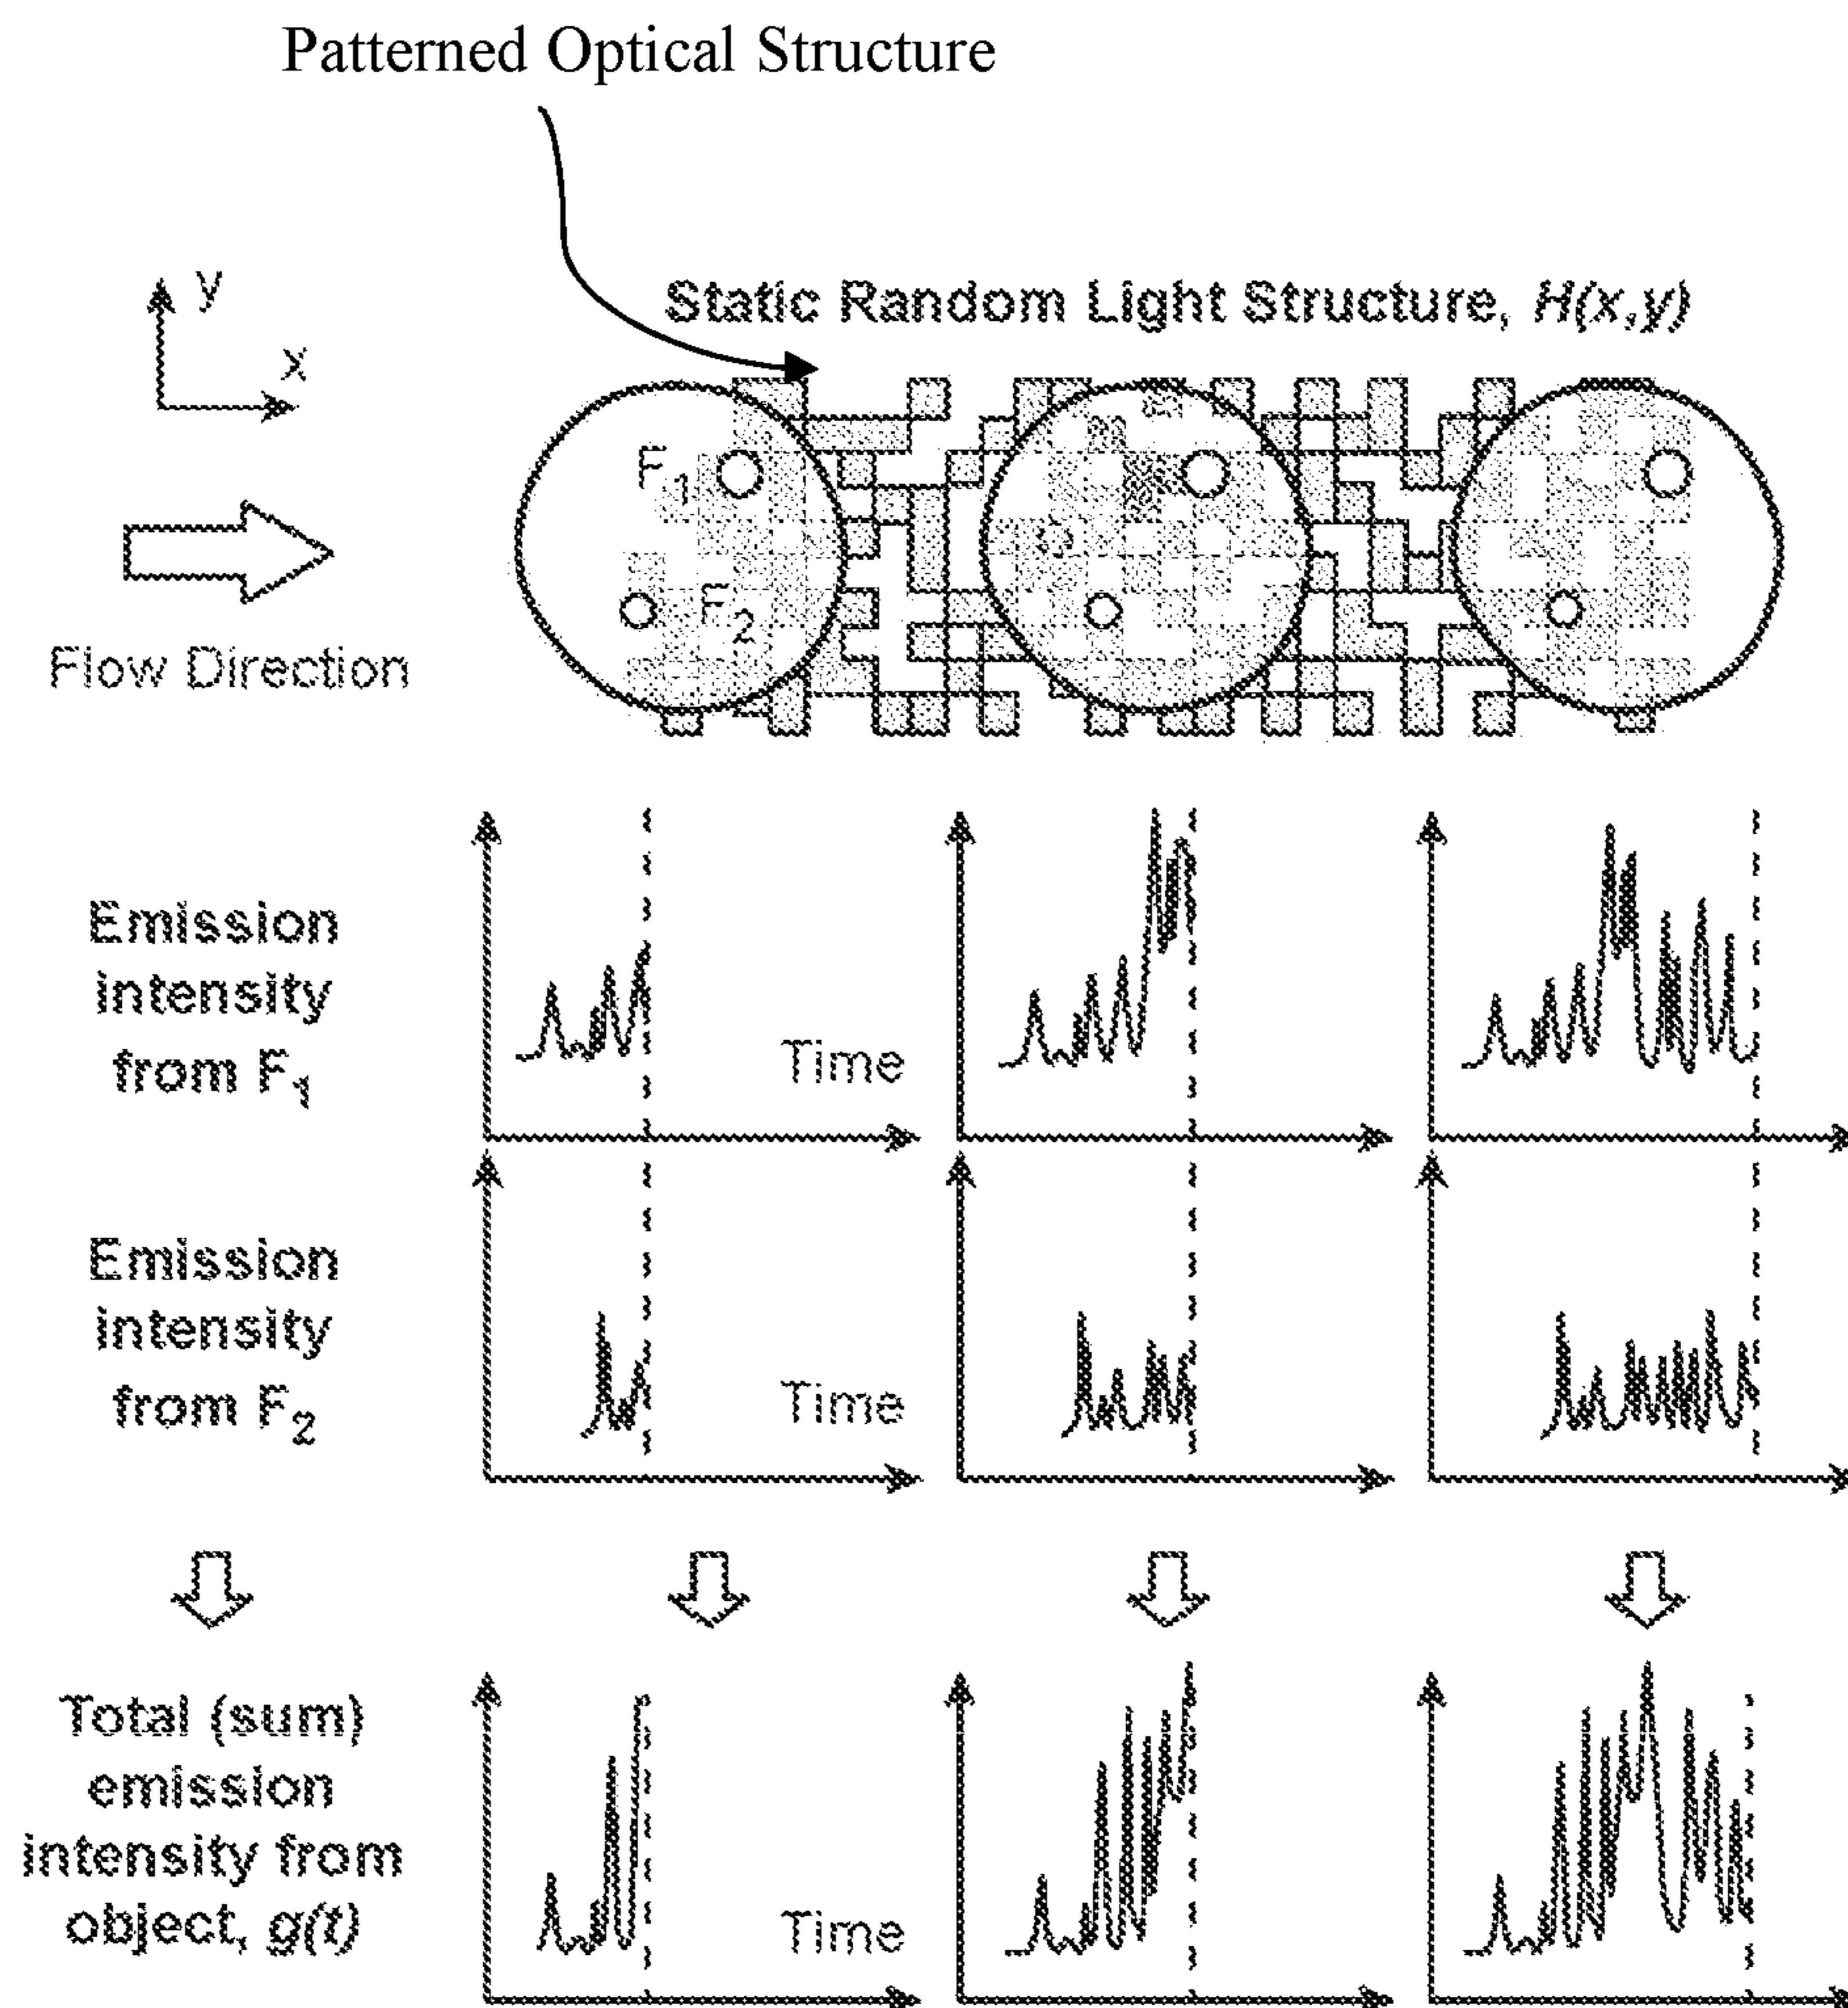 Patterned Optical Structure
y
x
Static Random Light Structure, H(x,y)
F1
F2
Flow Direction
Emission
intensity
from F1
Time
Emission
intensity
from F2
Time
Total (sum)
emission
intensity from
object, g(t)
Time